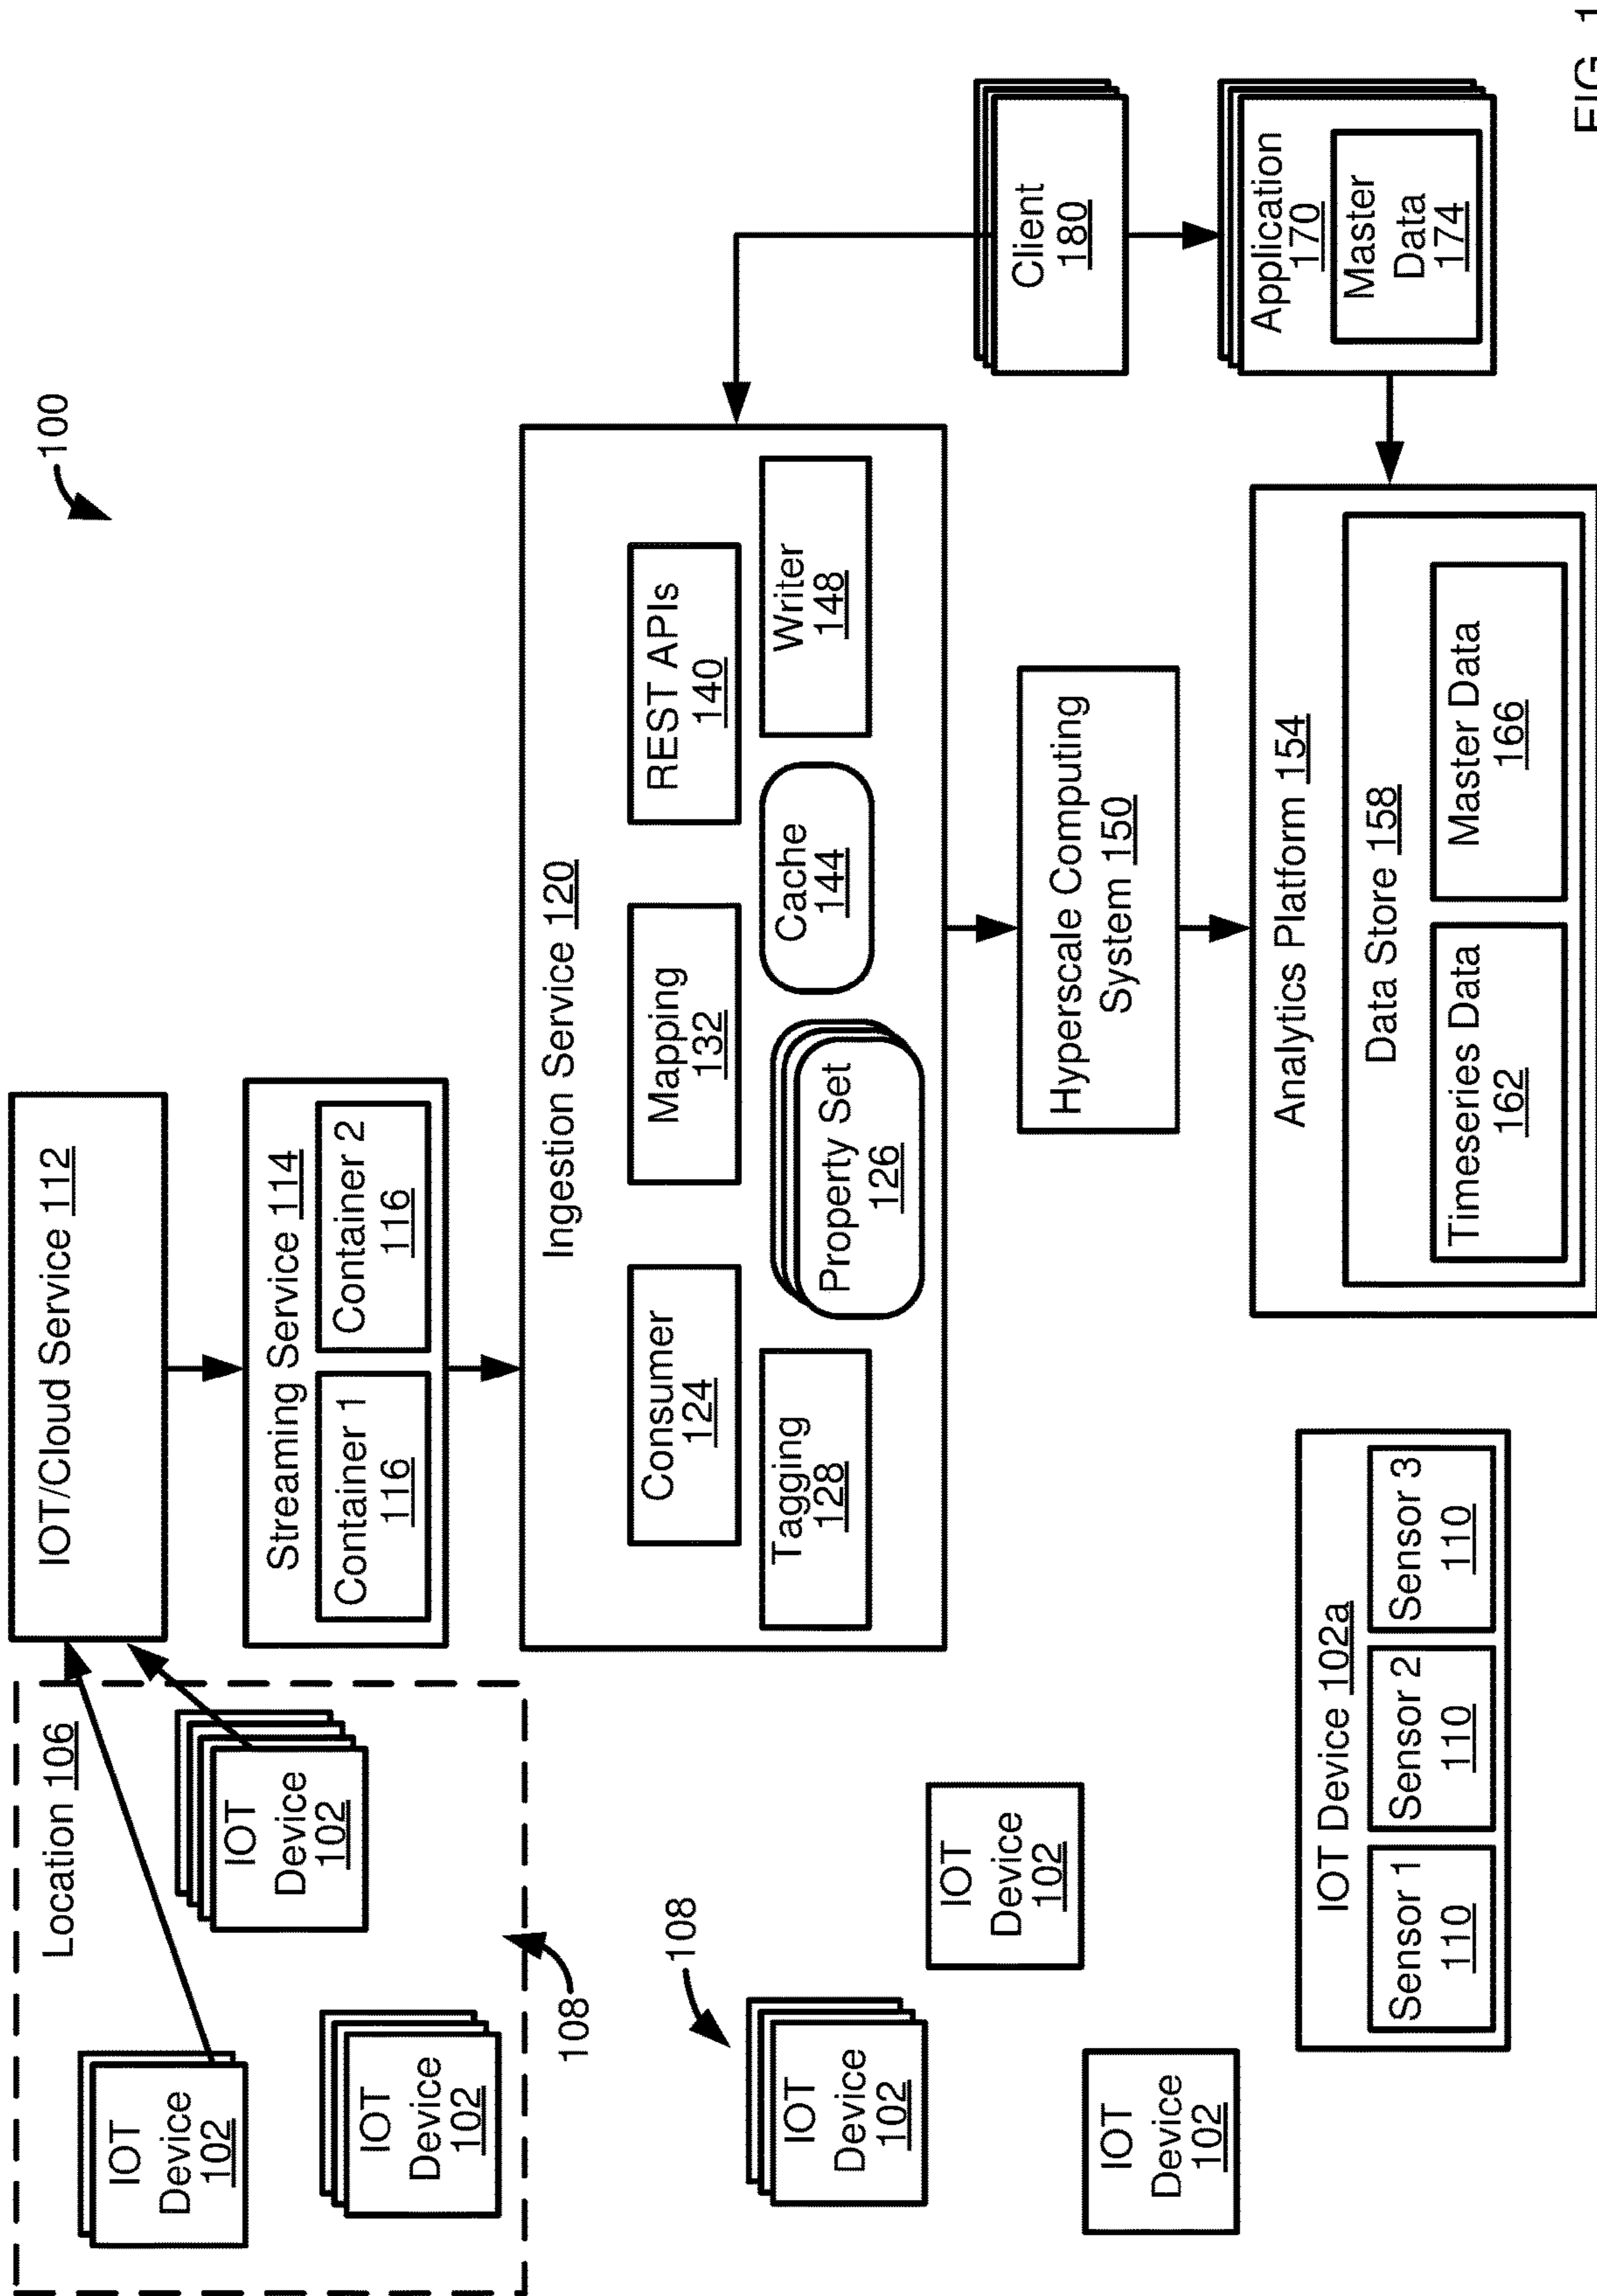 100
Location 106
IOT
Device
102
IOT
Device
102
IOT
Device
102
108
IOT/Cloud Service 112
Streaming Service 114
Container 1
116
Container 2
116
Ingestion Service 120
Consumer
124
Mapping
132
REST APIs
140
Tagging
128
Property Set
126
Cache
144
Writer
148
Client
180
Application
170
Master
Data
174
Hyperscale Computing
System 150
Analytics Platform 154
Data Store 158
Timeseries Data
162
Master Data
166
108
IOT
Device
102
IOT
Device
102
IOT
Device
102
IOT Device 102a
Sensor 1
110
Sensor 2
110
Sensor 3
110
FIG. 1